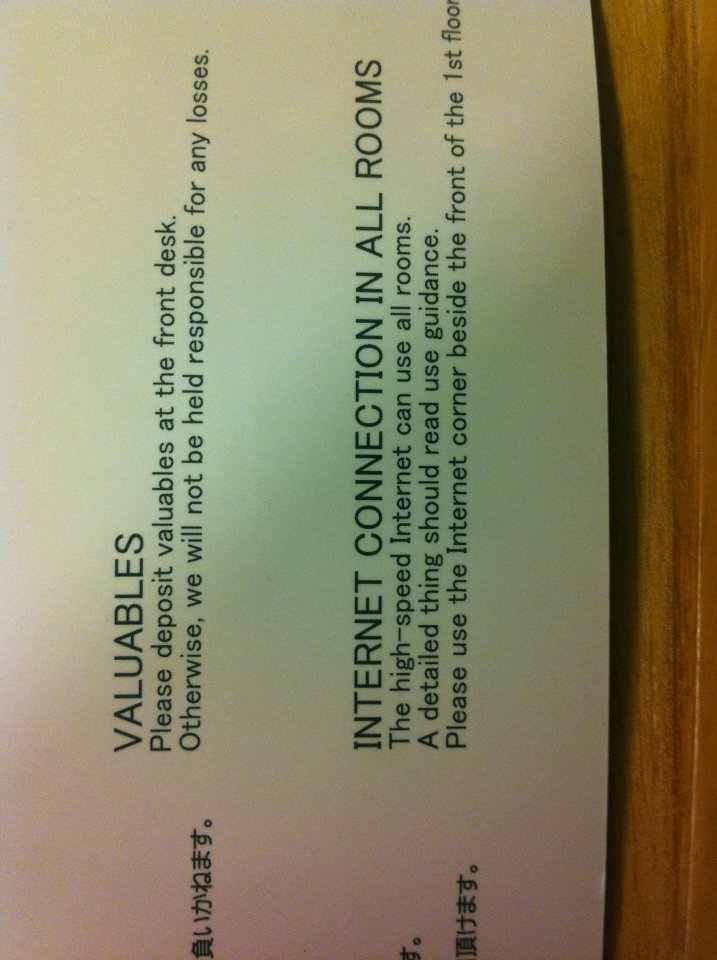 VALUABLES
Please deposit valuables at the front desk.
Otherwise, we will not be held responsible for any losses.
INTERNET CONNECTION IN ALL ROOMS
The high-speed Internet can use all rooms.
A detailed thing should read use guidance.
Please use the Internet corner beside the front of the 1st floor
負いかねます。
す。
頂けます。